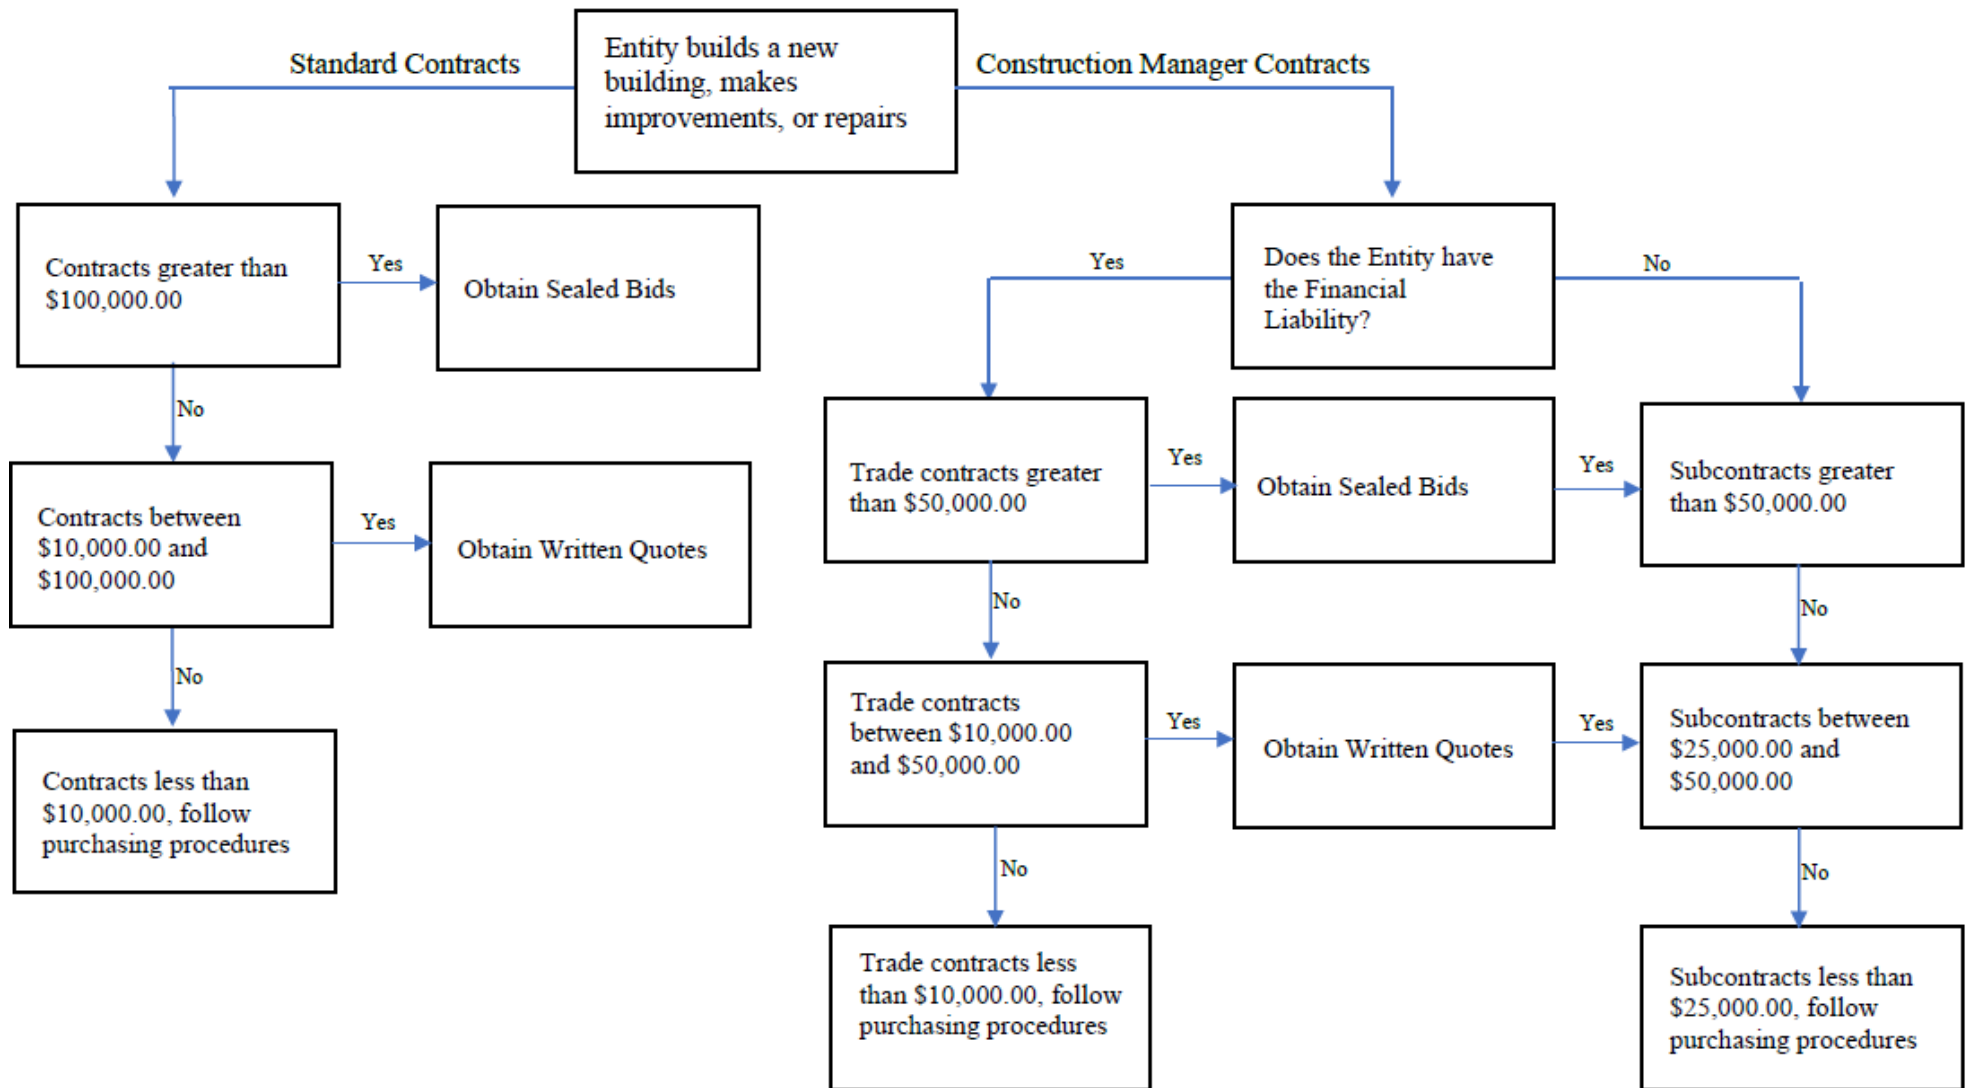 Standard Contracts
Entity builds a new
building, makes
improvements, or repairs
Construction Manager Contracts
Contracts greater than
$100,000.00
Yes
Obtain Sealed Bids
No
Contracts between
$10,000.00 and
$100,000.00
Yes
Obtain Written Quotes
No
Contracts less than
$10,000.00, follow
purchasing procedures
Does the Entity have
the Financial
Liability?
Yes
No
Trade contracts greater
than $50,000.00
Yes
Obtain Sealed Bids
Yes
Subcontracts greater
than $50,000.00
No
No
Trade contracts
between $10,000.00
and $50,000.00
Yes
Obtain Written Quotes
Yes
Subcontracts between
$25,000.00 and
$50,000.00
No
No
Trade contracts less
than $10,000.00, follow
purchasing procedures
Subcontracts less than
$25,000.00, follow
purchasing procedures